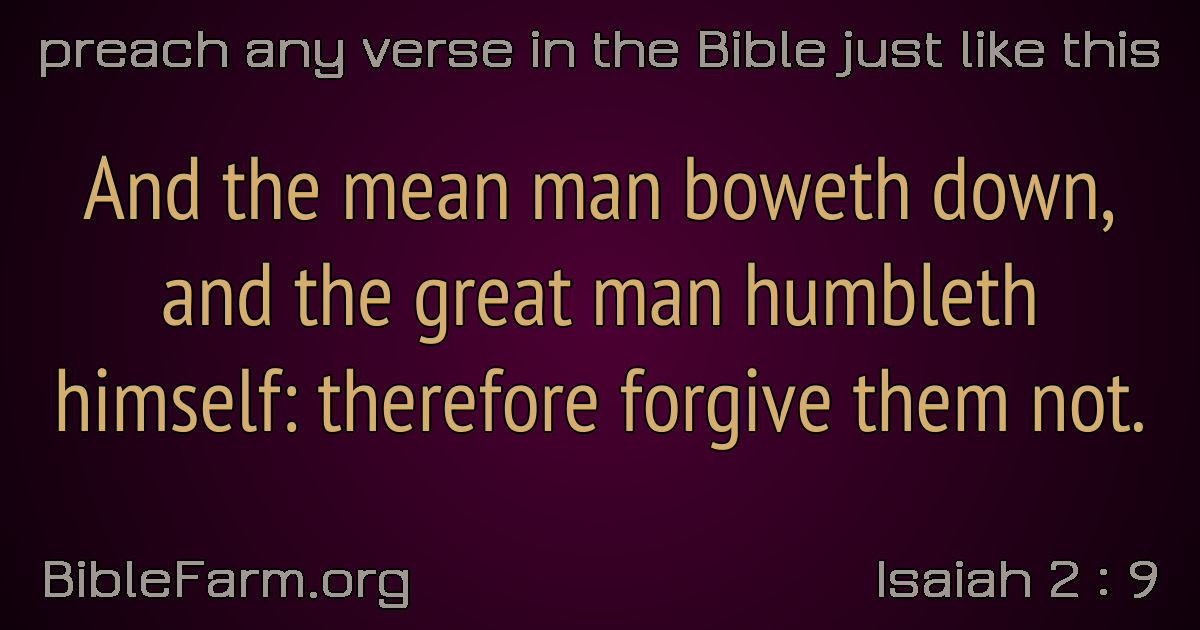 preach any verse in the Bible just like this
And the mean man boweth down,
and the great man humbleth
himself: therefore forgive them not.
BibleFarm.org
Isaiah 2 : 9